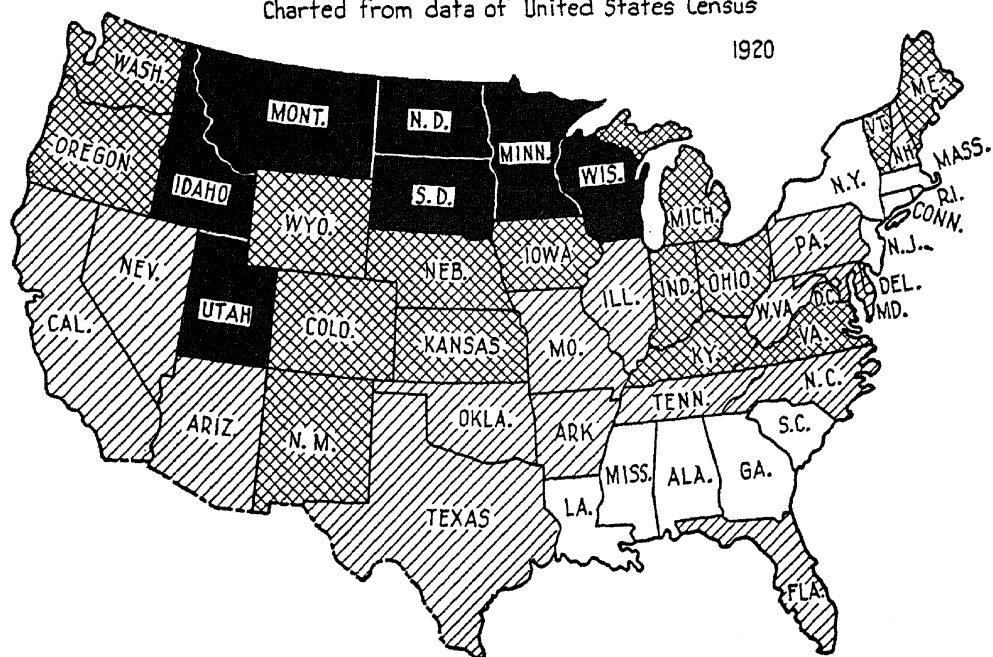 Charted from data of United States Census
1920
WASH.
MONT.
N.D.
MINN.
ME.
VT.
N.H.
MASS.
OREGON
IDAHO
S.D.
WIS.
MICH.
N.Y.
R.I.
CONN.
WYO.
NEV.
NEB.
IOWA
PA.
N.J.
UTAH
CAL.
COLO.
KANSAS
MO.
ILL.
IND.
OHIO
W.VA
D.C.
DEL.
MD.
KY.
VA.
ARIZ.
N.M.
OKLA.
ARK
TENN.
N.C.
S.C.
TEXAS
LA.
MISS.
ALA.
GA.
FLA.